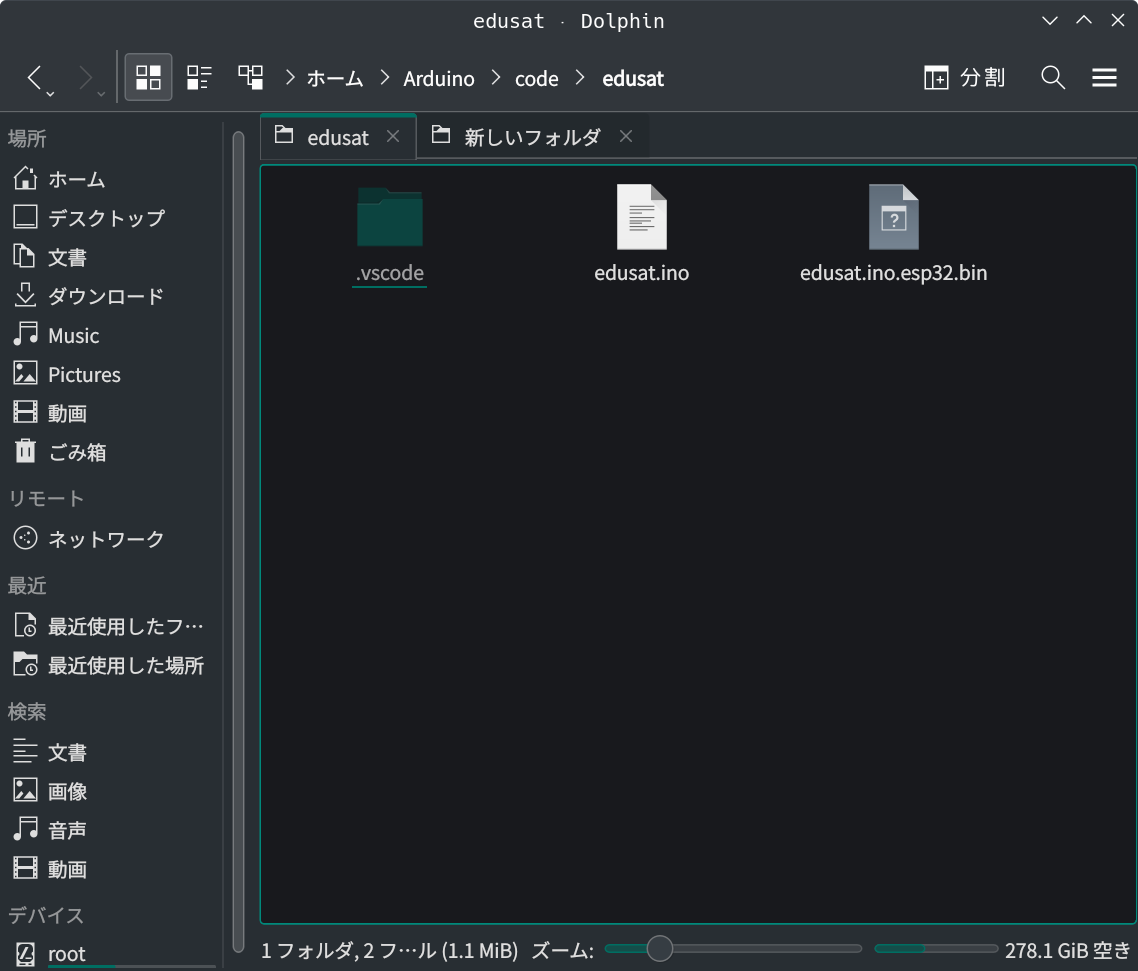 edusat · Dolphin
ホーム Arduino code edusat 分割
edusat 新しいフォルダ
場所
ホーム
デスクトップ
文書
ダウンロード
Music
Pictures
動画
ごみ箱
リモート
ネットワーク
最近
最近使用したフ…
最近使用した場所
検索
文書
画像
音声
動画
デバイス
root
.vscode edusat.ino edusat.ino.esp32.bin
1 フォルダ, 2 フ…ル (1.1 MiB) ズーム: 278.1 GiB 空き